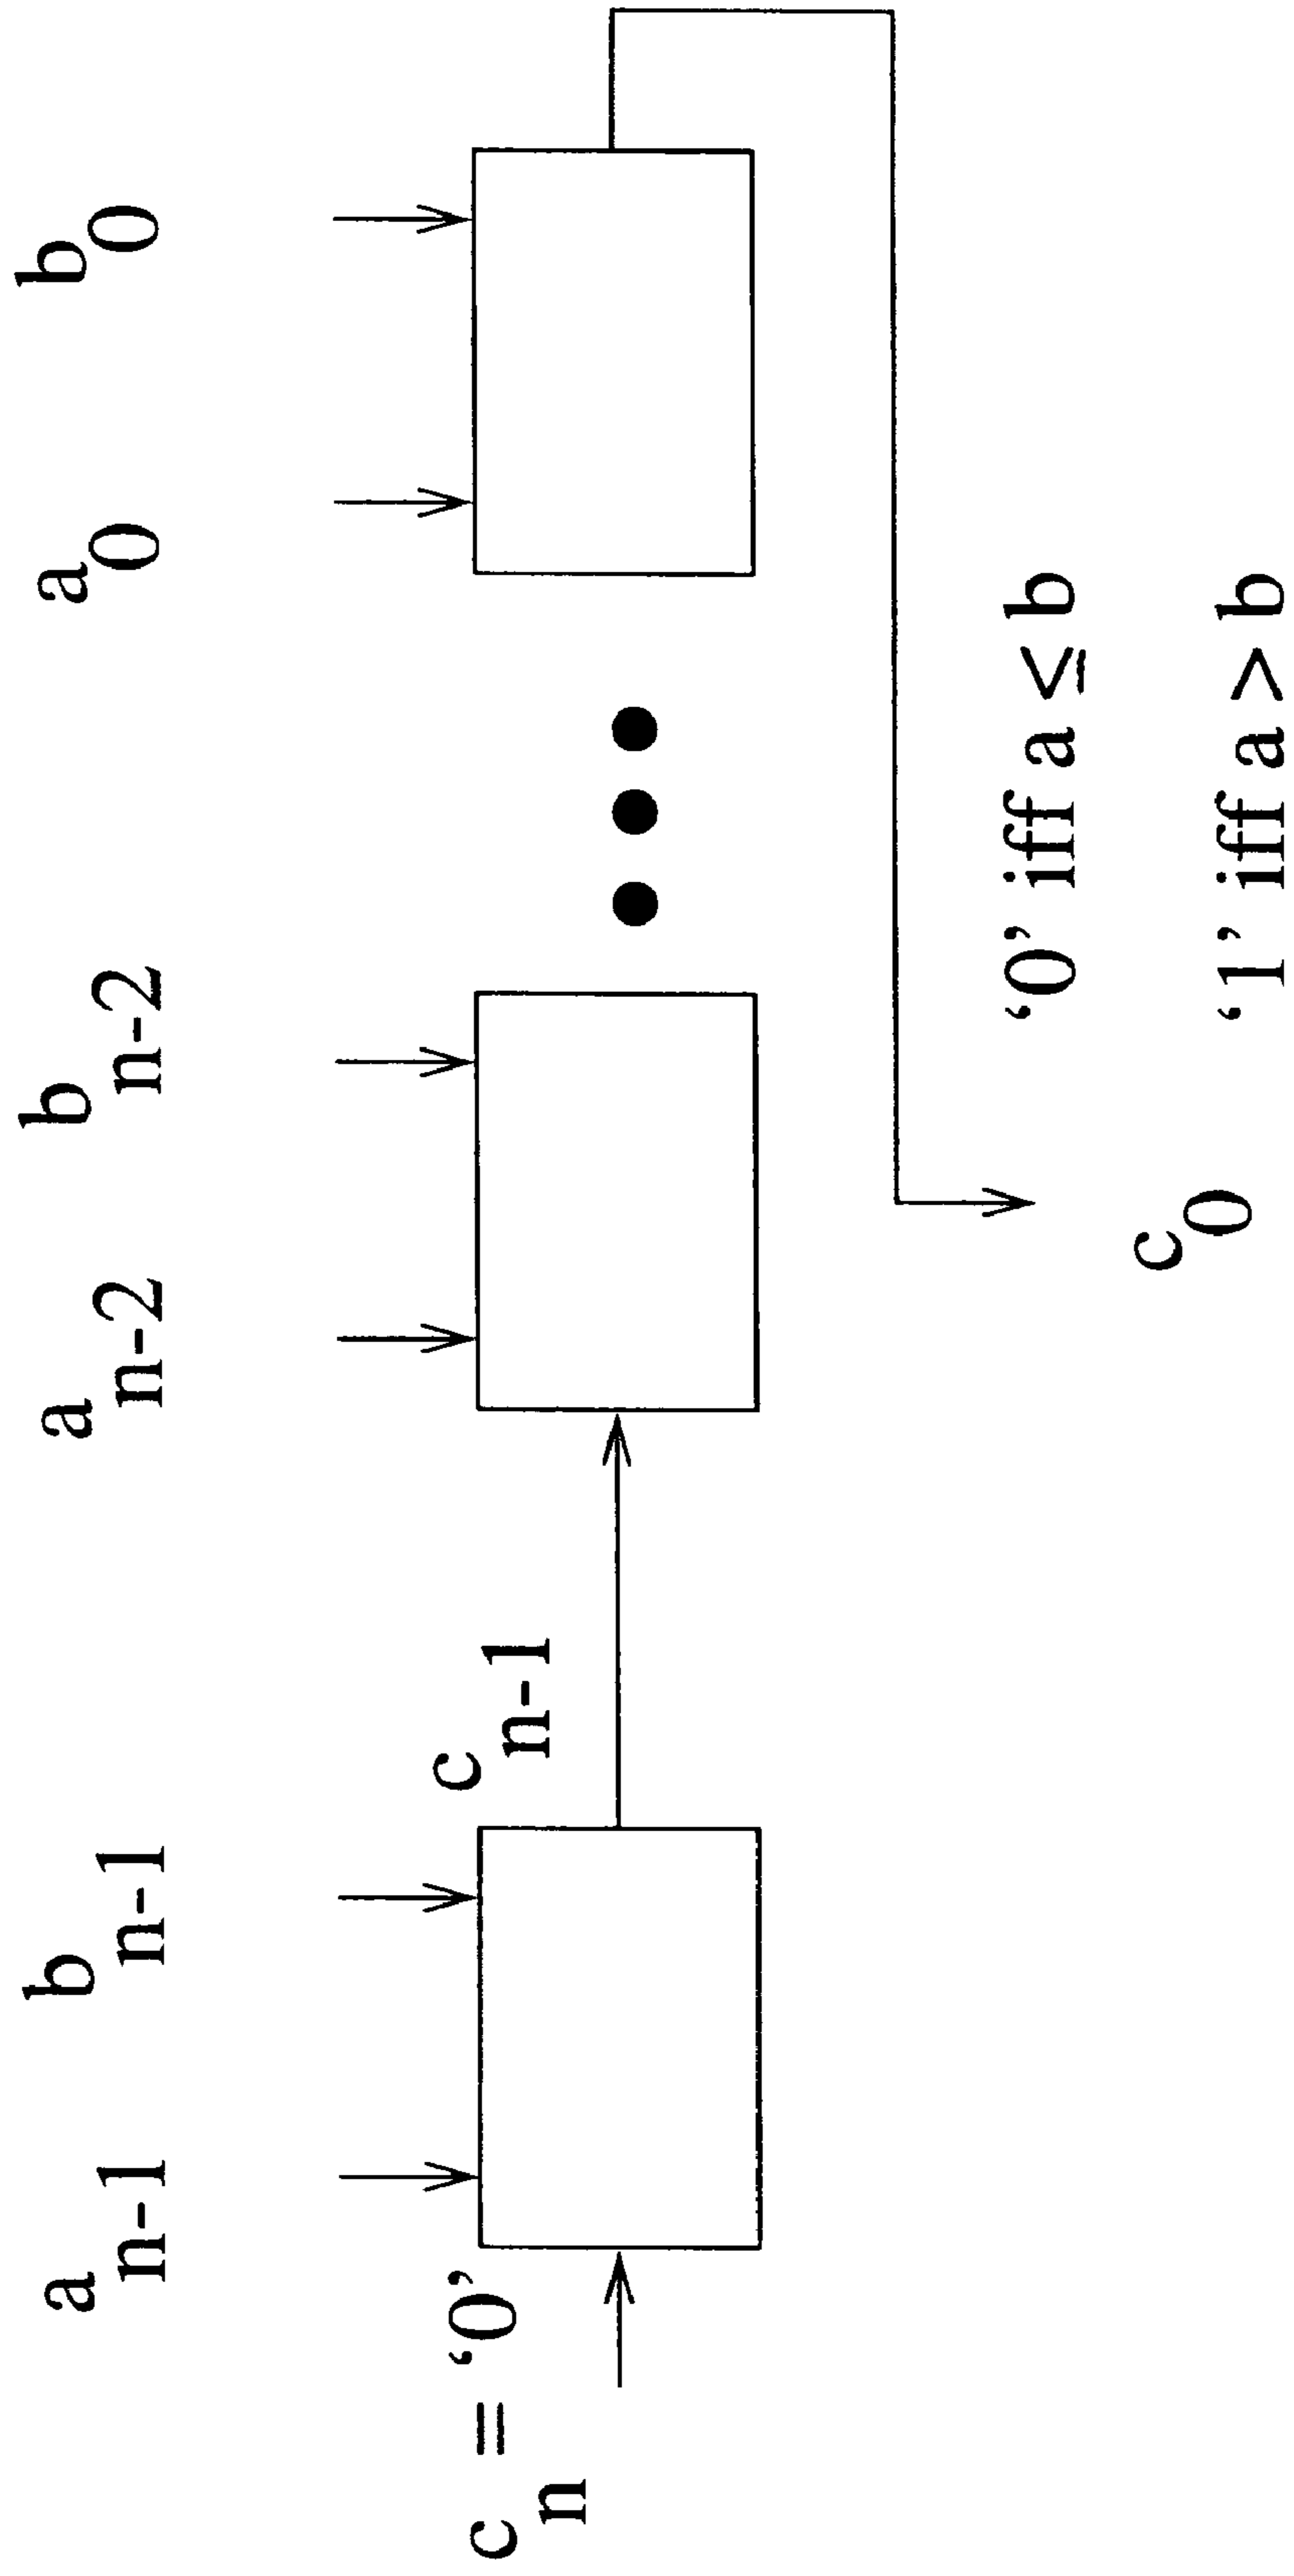 a n-1 b n-1 a n-2 b n-2 a 0 b 0
c n = ‘0’ c n-1
‘0’ iff a ≤ b
c 0
‘1’ iff a > b